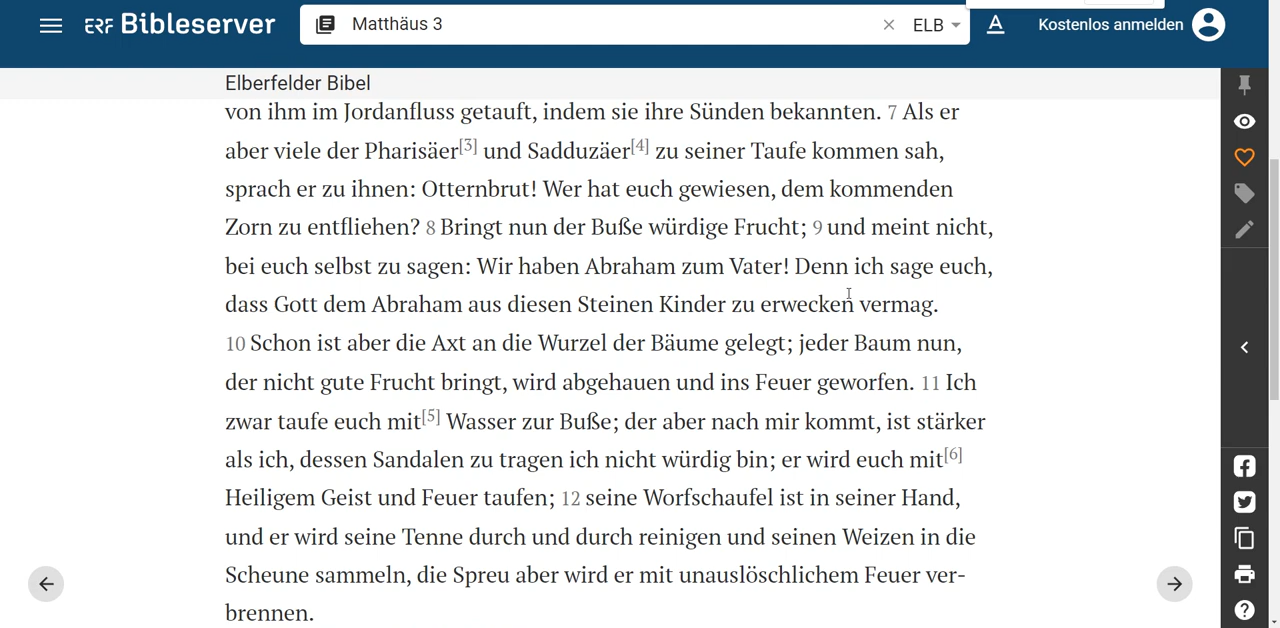 ERF Bibleserver
Matthäus 3
ELB
A
Kostenlos anmelden
Elberfelder Bibel
von ihm im Jordanfluss getauft, indem sie ihre Sünden bekannten. 7 Als er
aber viele der Pharisäer[3] und Sadduzäer[4] zu seiner Taufe kommen sah,
sprach er zu ihnen: Otternbrut! Wer hat euch gewiesen, dem kommenden
Zorn zu entfliehen? 8 Bringt nun der Buße würdige Frucht; 9 und meint nicht,
bei euch selbst zu sagen: Wir haben Abraham zum Vater! Denn ich sage euch,
dass Gott dem Abraham aus diesen Steinen Kinder zu erwecken vermag.
10 Schon ist aber die Axt an die Wurzel der Bäume gelegt; jeder Baum nun,
der nicht gute Frucht bringt, wird abgehauen und ins Feuer geworfen. 11 Ich
zwar taufe euch mit[5] Wasser zur Buße; der aber nach mir kommt, ist stärker
als ich, dessen Sandalen zu tragen ich nicht würdig bin; er wird euch mit[6]
Heiligem Geist und Feuer taufen; 12 seine Worfschaufel ist in seiner Hand,
und er wird seine Tenne durch und durch reinigen und seinen Weizen in die
Scheune sammeln, die Spreu aber wird er mit unauslöschlichem Feuer ver-
brennen.